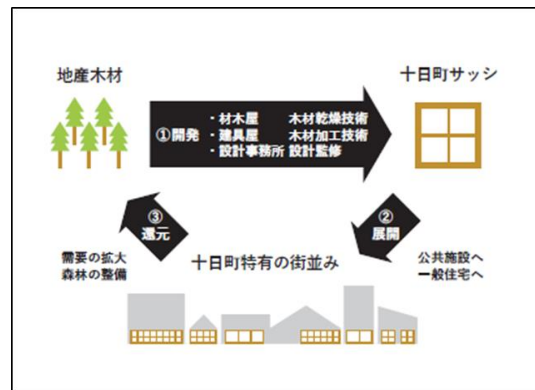 地産木材
十日町サッシ
①開発
・材木屋 木材乾燥技術
・建具屋 木材加工技術
・設計事務所 設計監修
③
還元
②
展開
需要の拡大
森林の整備
十日町特有の街並み
公共施設へ
一般住宅へ